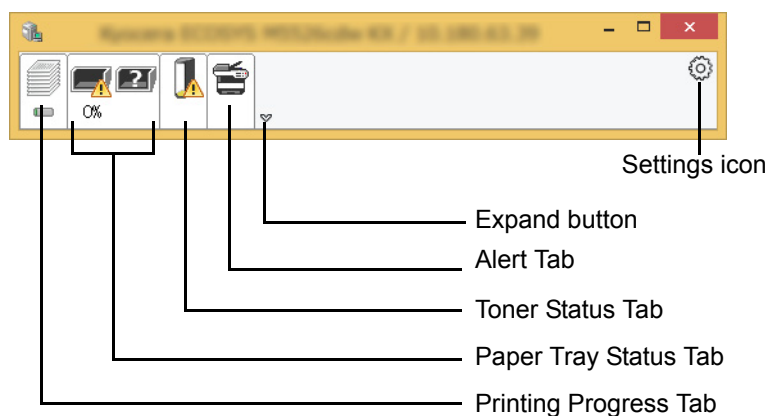 ?
0%
Settings icon
Expand button
Alert Tab
Toner Status Tab
Paper Tray Status Tab
Printing Progress Tab